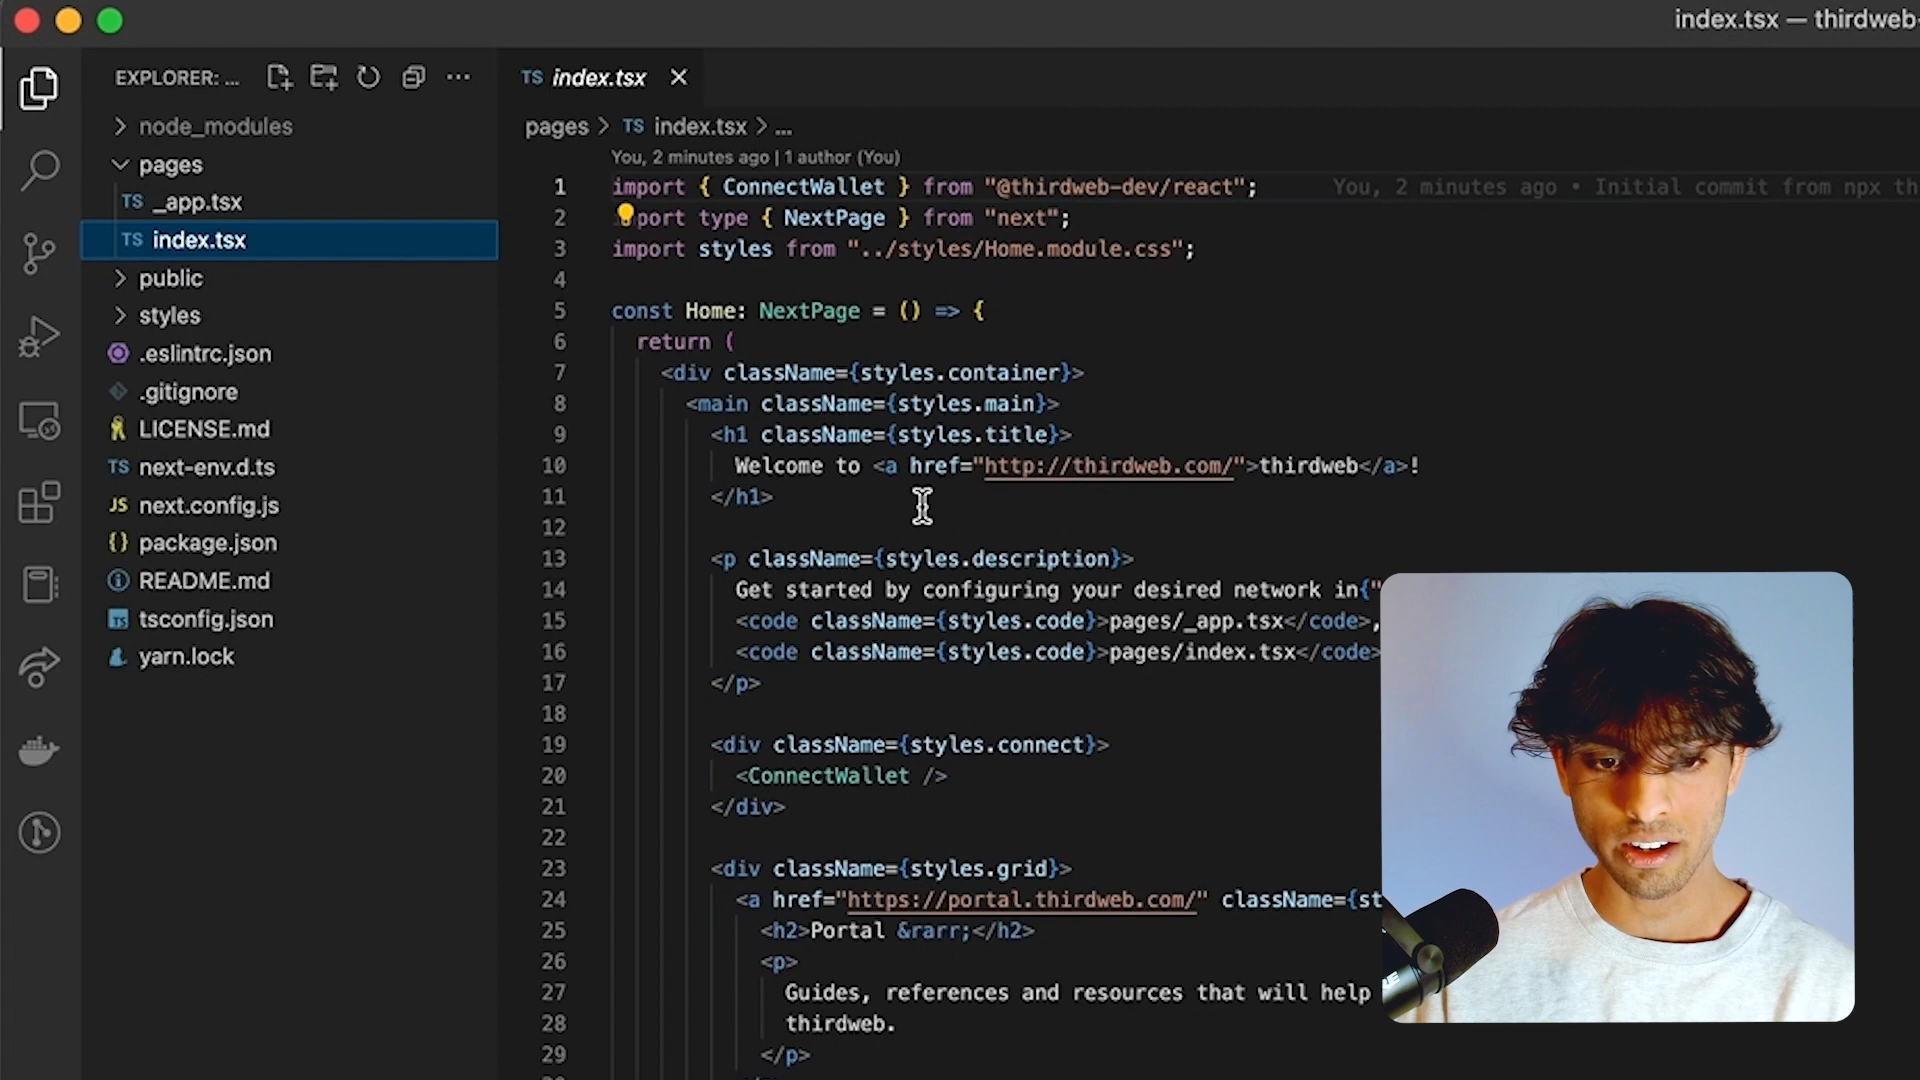 index.tsx — thirdweb-
EXPLORER: ...
node_modules
pages
TS _app.tsx
TS index.tsx
public
styles
.eslintrc.json
.gitignore
LICENSE.md
TS next-env.d.ts
JS next.config.js
{} package.json
README.md
TS tsconfig.json
yarn.lock
TS index.tsx
pages > TS index.tsx > ...
You, 2 minutes ago | 1 author (You)
1 import { ConnectWallet } from "@thirdweb-dev/react"; You, 2 minutes ago • Initial commit from npx th
2 port type { NextPage } from "next";
3 import styles from "../styles/Home.module.css";
4
5 const Home: NextPage = () => {
6 return (
7 <div className={styles.container}>
8 <main className={styles.main}>
9 <h1 className={styles.title}>
10 Welcome to <a href="http://thirdweb.com/">thirdweb</a>!
11 </h1>
12
13 <p className={styles.description}>
14 Get started by configuring your desired network in{"
15 <code className={styles.code}>pages/_app.tsx</code>,
16 <code className={styles.code}>pages/index.tsx</code>
17 </p>
18
19 <div className={styles.connect}>
20 <ConnectWallet />
21 </div>
22
23 <div className={styles.grid}>
24 <a href="https://portal.thirdweb.com/" className={st
25 <h2>Portal &rarr;</h2>
26 <p>
27 Guides, references and resources that will help
28 thirdweb.
29 </p>